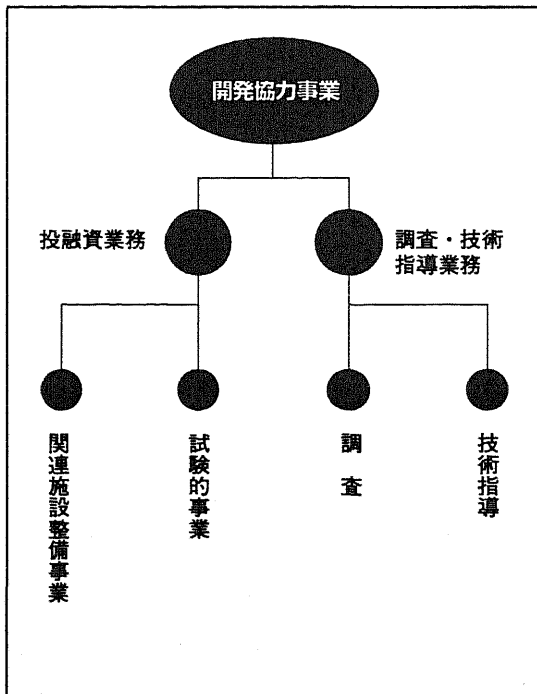 開発協力事業
投融資業務
調査・技術
指導業務
関連施設整備事業
試験的事業
調査
技術指導